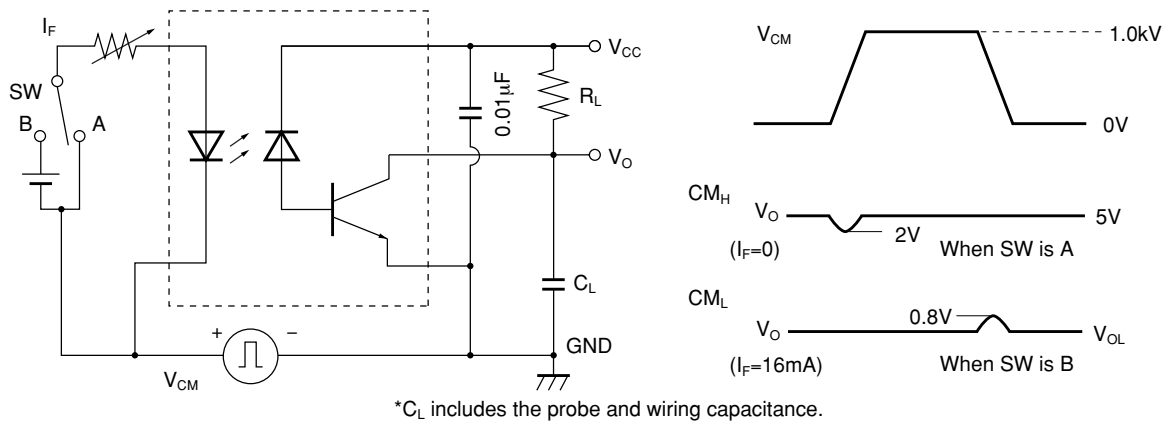 I_F
SW
B
A
0.01μF
V_CC
R_L
V_O
C_L
GND
+
−
V_CM
V_CM
1.0kV
0V
CM_H
V_O
5V
2V
(I_F=0)
When SW is A
CM_L
0.8V
V_O
V_OL
(I_F=16mA)
When SW is B
*C_L includes the probe and wiring capacitance.